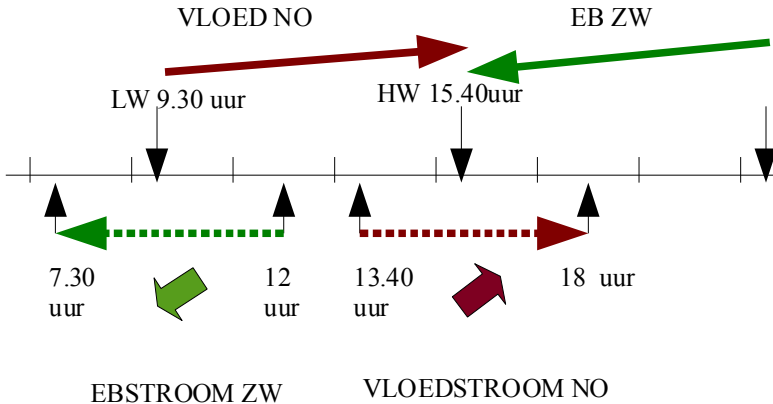 VLOED NO
EB ZW
LW 9.30 uur
HW 15.40uur
7.30
uur
12
uur
13.40
uur
18 uur
EBSTROOM ZW
VLOEDSTROOM NO